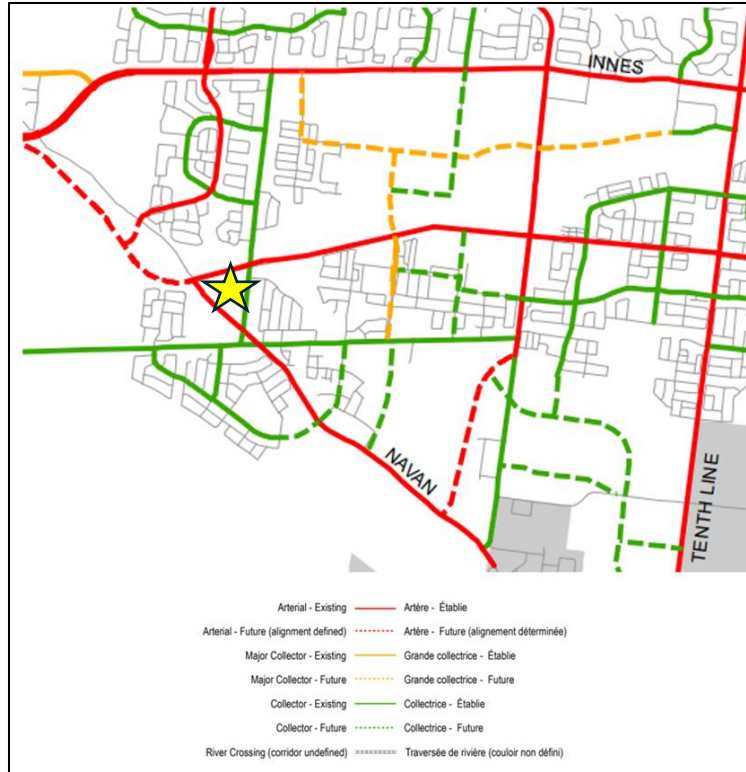 INNES
NAVAN
TENTH LINE
Arterial - Existing Artère - Établie
Arterial - Future (alignment defined) Artère - Future (alignement déterminée)
Major Collector - Existing Grande collectrice - Établie
Major Collector - Future Grande collectrice - Future
Collector - Existing Collectrice - Établie
Collector - Future Collectrice - Future
River Crossing (corridor undefined) Traversée de rivière (couloir non défini)